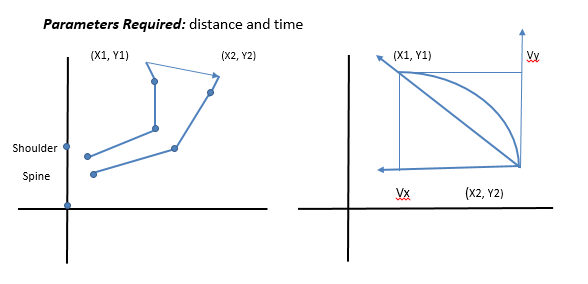 Parameters Required: distance and time
(X1, Y1)
(X2, Y2)
Shoulder
Spine
(X1, Y1)
Vy
Vx
(X2, Y2)